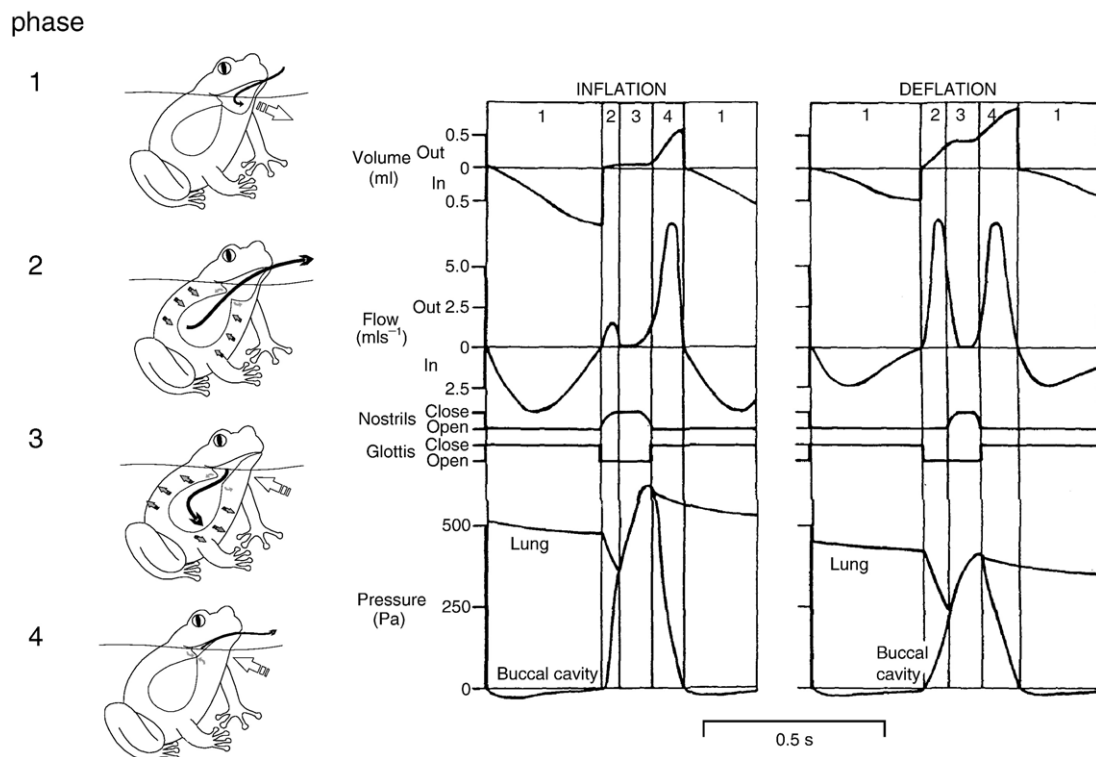 phase
1
2
3
4
INFLATION
DEFLATION
1 2 3 4 1
1 2 3 4 1
Volume
(ml)
0.5
Out
0
In
0.5
Flow
(mls⁻¹)
5.0
Out 2.5
0
In
2.5
Nostrils Close
Open
Glottis Close
Open
Pressure
(Pa)
500
250
0
Lung
Buccal cavity
Lung
Buccal
cavity
0.5 s